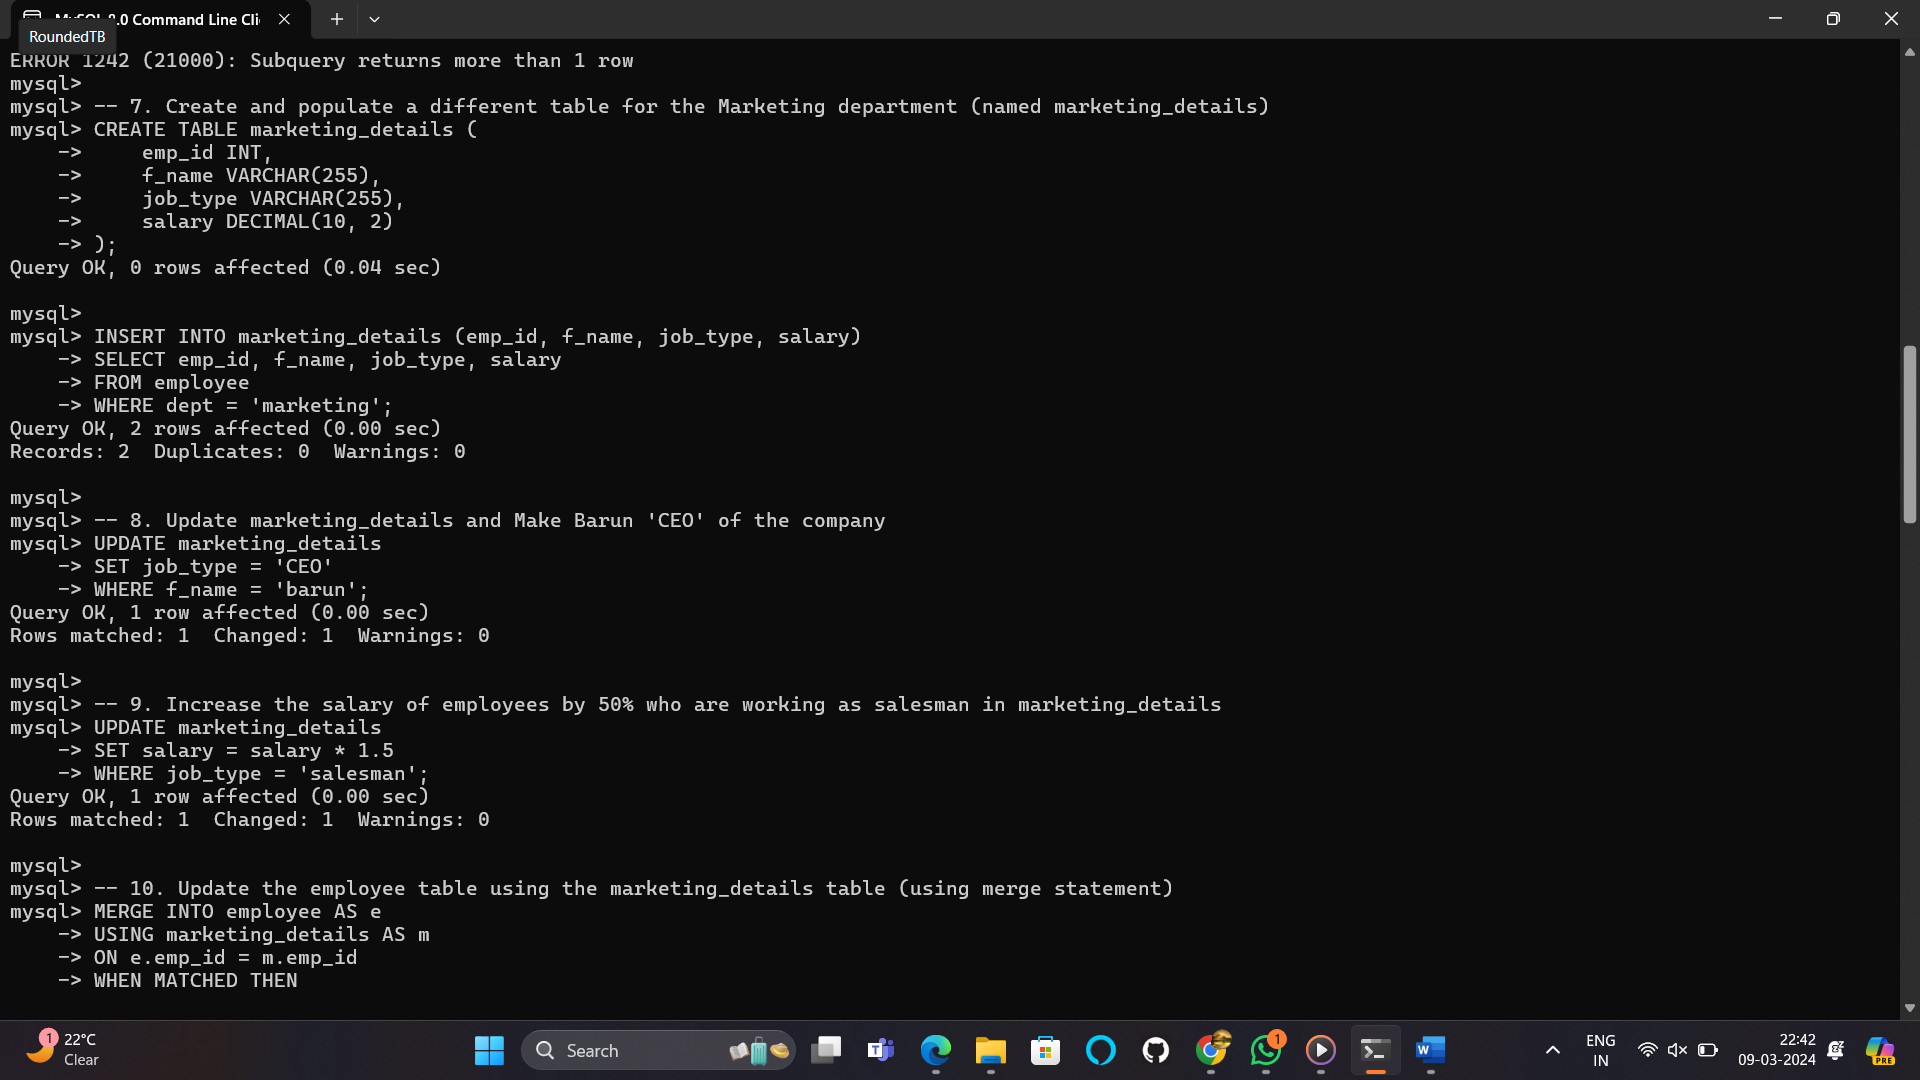 MySQL 8.0 Command Line Cli
RoundedTB
ERROR 1242 (21000): Subquery returns more than 1 row
mysql>
mysql> -- 7. Create and populate a different table for the Marketing department (named marketing_details)
mysql> CREATE TABLE marketing_details (
    -> emp_id INT,
    -> f_name VARCHAR(255),
    -> job_type VARCHAR(255),
    -> salary DECIMAL(10, 2)
    -> );
Query OK, 0 rows affected (0.04 sec)
mysql>
mysql> INSERT INTO marketing_details (emp_id, f_name, job_type, salary)
    -> SELECT emp_id, f_name, job_type, salary
    -> FROM employee
    -> WHERE dept = 'marketing';
Query OK, 2 rows affected (0.00 sec)
Records: 2  Duplicates: 0  Warnings: 0
mysql>
mysql> -- 8. Update marketing_details and Make Barun 'CEO' of the company
mysql> UPDATE marketing_details
    -> SET job_type = 'CEO'
    -> WHERE f_name = 'barun';
Query OK, 1 row affected (0.00 sec)
Rows matched: 1  Changed: 1  Warnings: 0
mysql>
mysql> -- 9. Increase the salary of employees by 50% who are working as salesman in marketing_details
mysql> UPDATE marketing_details
    -> SET salary = salary * 1.5
    -> WHERE job_type = 'salesman';
Query OK, 1 row affected (0.00 sec)
Rows matched: 1  Changed: 1  Warnings: 0
mysql>
mysql> -- 10. Update the employee table using the marketing_details table (using merge statement)
mysql> MERGE INTO employee AS e
    -> USING marketing_details AS m
    -> ON e.emp_id = m.emp_id
    -> WHEN MATCHED THEN
1
22°C
Clear
Search
1
ENG
IN
22:42
09-03-2024
PRE